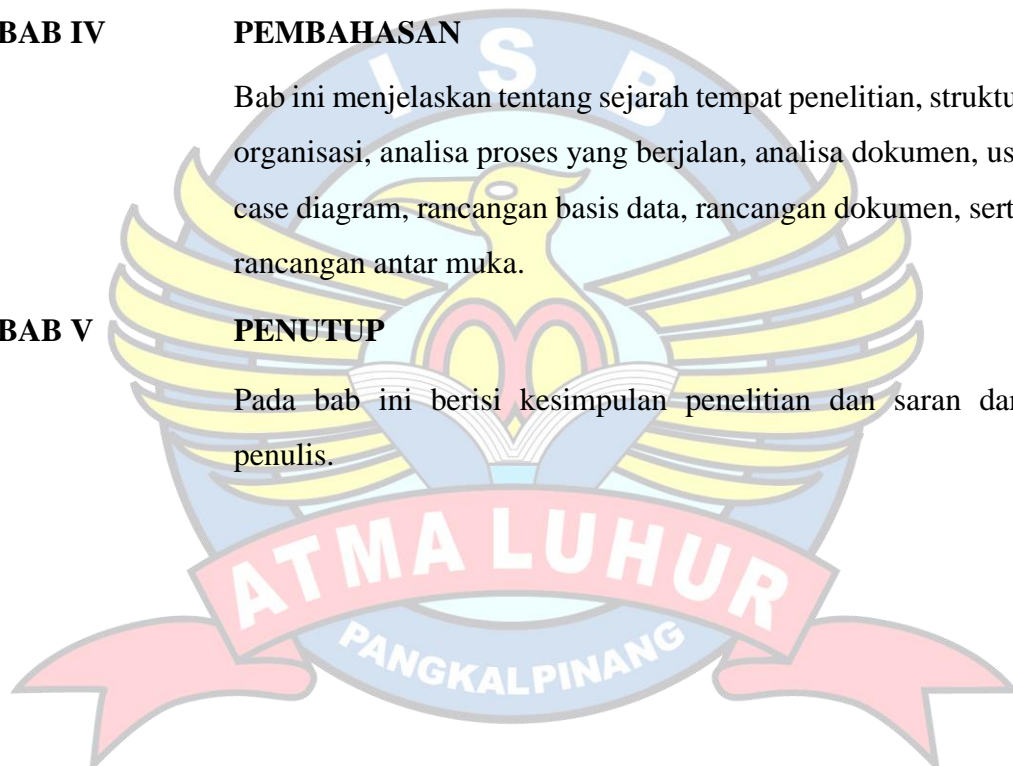 BAB IV PEMBAHASAN
Bab ini menjelaskan tentang sejarah tempat penelitian, struktu
organisasi, analisa proses yang berjalan, analisa dokumen, us
case diagram, rancangan basis data, rancangan dokumen, sert
rancangan antar muka.
BAB V PENUTUP
Pada bab ini berisi kesimpulan penelitian dan saran dar
penulis.
I S B
ATMA LUHUR
PANGKALPINANG